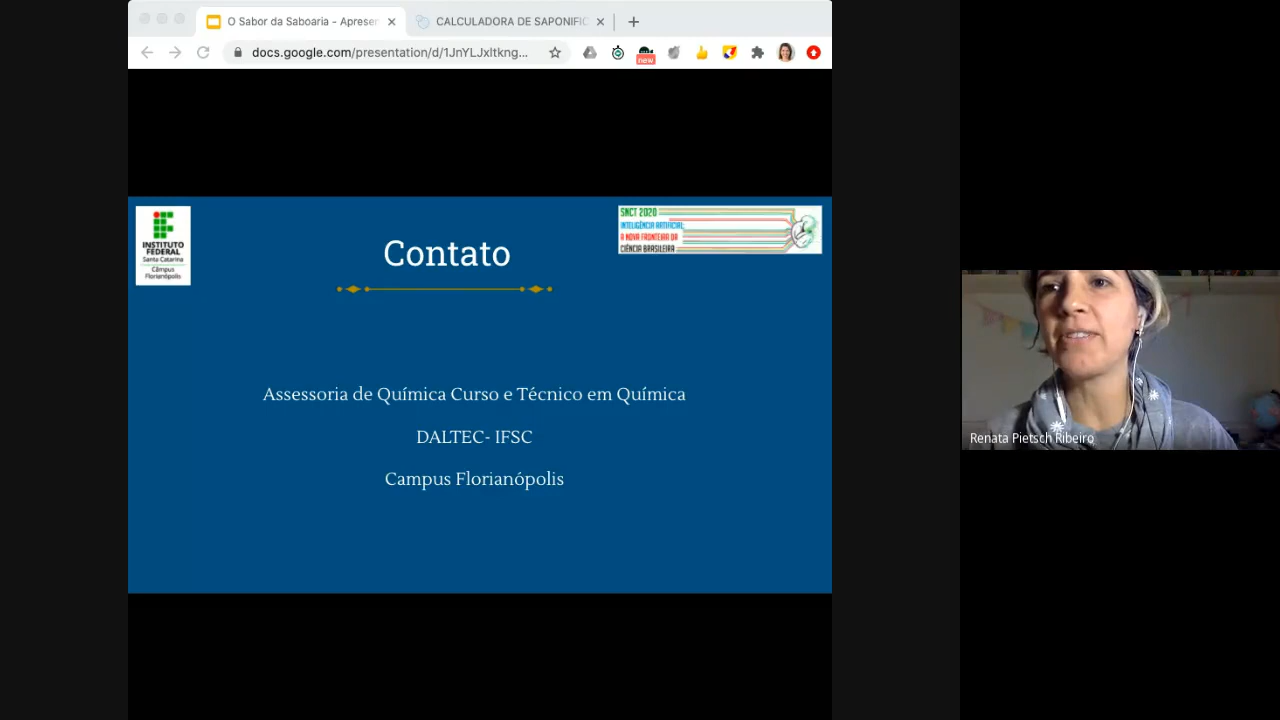 O Sabor da Saboaria - Apresen
CALCULADORA DE SAPONIFIC
docs.google.com/presentation/d/1JnYLJxltkng...
new
INSTITUTO
FEDERAL
Santa Catarina
Câmpus
Florianópolis
SNCT 2020
INTELIGÊNCIA ARTIFICIAL:
A NOVA FRONTEIRA DA
CIÊNCIA BRASILEIRA
Contato
Assessoria de Química Curso e Técnico em Química
DALTEC- IFSC
Campus Florianópolis
Renata Pietsch Ribeiro